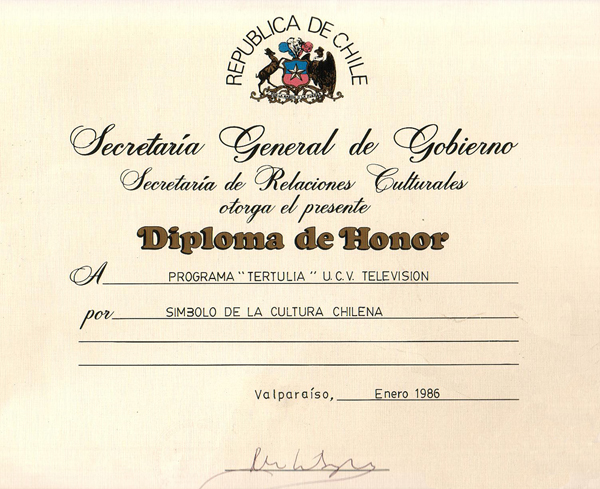 REPUBLICA DE CHILE
Secretaría General de Gobierno
Secretaría de Relaciones Culturales
otorga el presente
Diploma de Honor
A PROGRAMA "TERTULIA" U.C.V. TELEVISION
por SIMBOLO DE LA CULTURA CHILENA
Valparaíso, Enero 1986